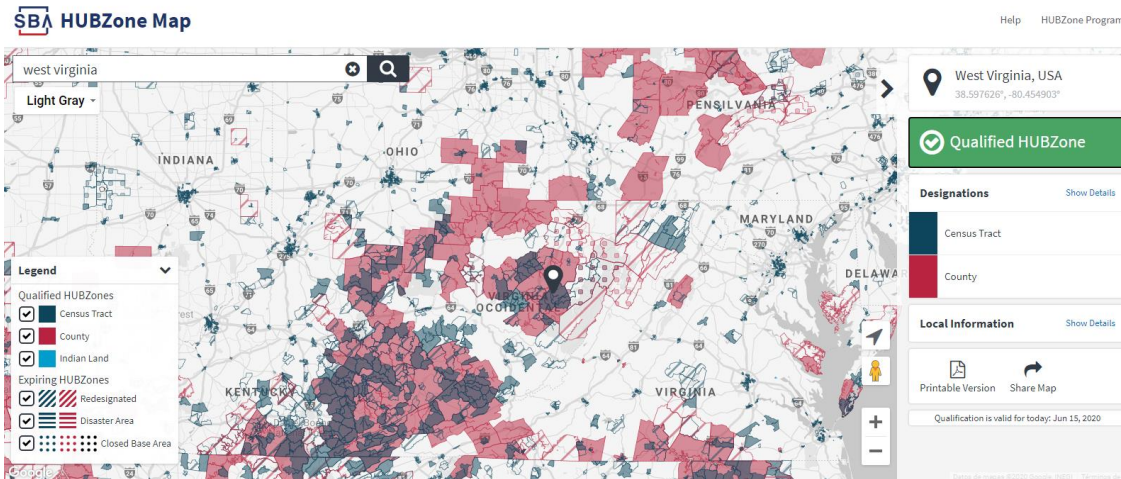 SBA HUBZone Map
Help HUBZone Program
west virginia
Light Gray
West Virginia, USA
38.597626°, -80.454903°
Qualified HUBZone
Designations Show Details
Census Tract
County
Local Information Show Details
Printable Version Share Map
Qualification is valid for today: Jun 15, 2020
Legend
Qualified HUBZones
Census Tract
County
Indian Land
Expiring HUBZones
Redesignated
Disaster Area
Closed Base Area
PENSILVANIA
OHIO
INDIANA
MARYLAND
DELAWA
VIRGINIA
OCCIDENTAL
KENTUCKY
VIRGINIA
Google